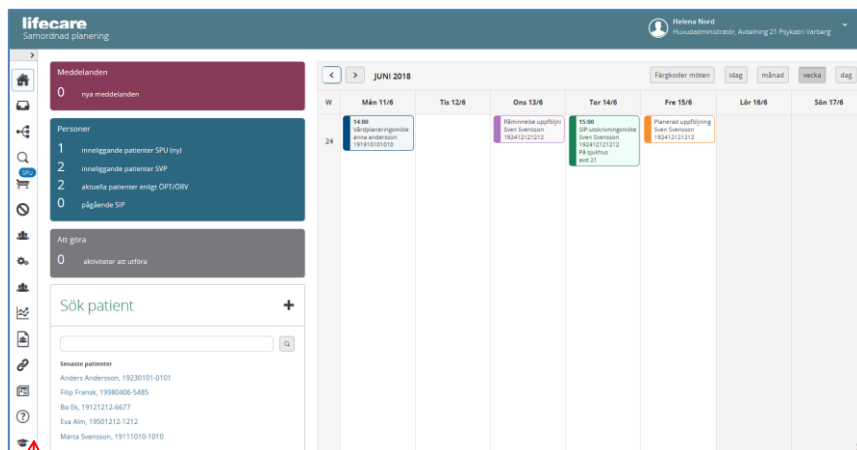 lifecare
Samordnad planering
Helena Nord
Huvudadministratör, Avdelning 21 Psykiatri Varberg
Meddelanden
0 nya meddelanden
Personer
1 inneliggande patienter SPU (ny)
2 inneliggande patienter SVP
2 aktuella patienter enligt ÖPT/ÖRV
0 pågående SIP
Att göra
0 aktiviteter att utföra
SPU
Sök patient
Senaste patienter
Anders Andersson, 19230101-0101
Filip Fransk, 19980406-5485
Bo Ek, 19121212-6677
Eva Alm, 19501212-1212
Märta Svensson, 19111010-1010
JUNI 2018
Färgkoder möten idag månad vecka dag
W Mån 11/6 Tis 12/6 Ons 13/6 Tor 14/6 Fre 15/6 Lör 16/6 Sön 17/6
24
14:00
Vårdplaneringsmöte
anna andersson
191910101010
Påminnelse uppföljni
Sven Svensson
192412121212
15:00
SIP-utskrivningsmöte
Sven Svensson
192412121212
På sjukhus
avd 21
Planerad uppföljning
Sven Svensson
192412121212